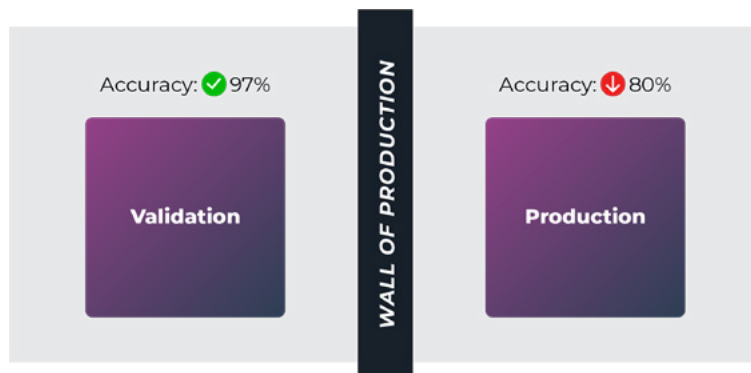 Accuracy: 97%
Validation
WALL OF PRODUCTION
Accuracy: 80%
Production